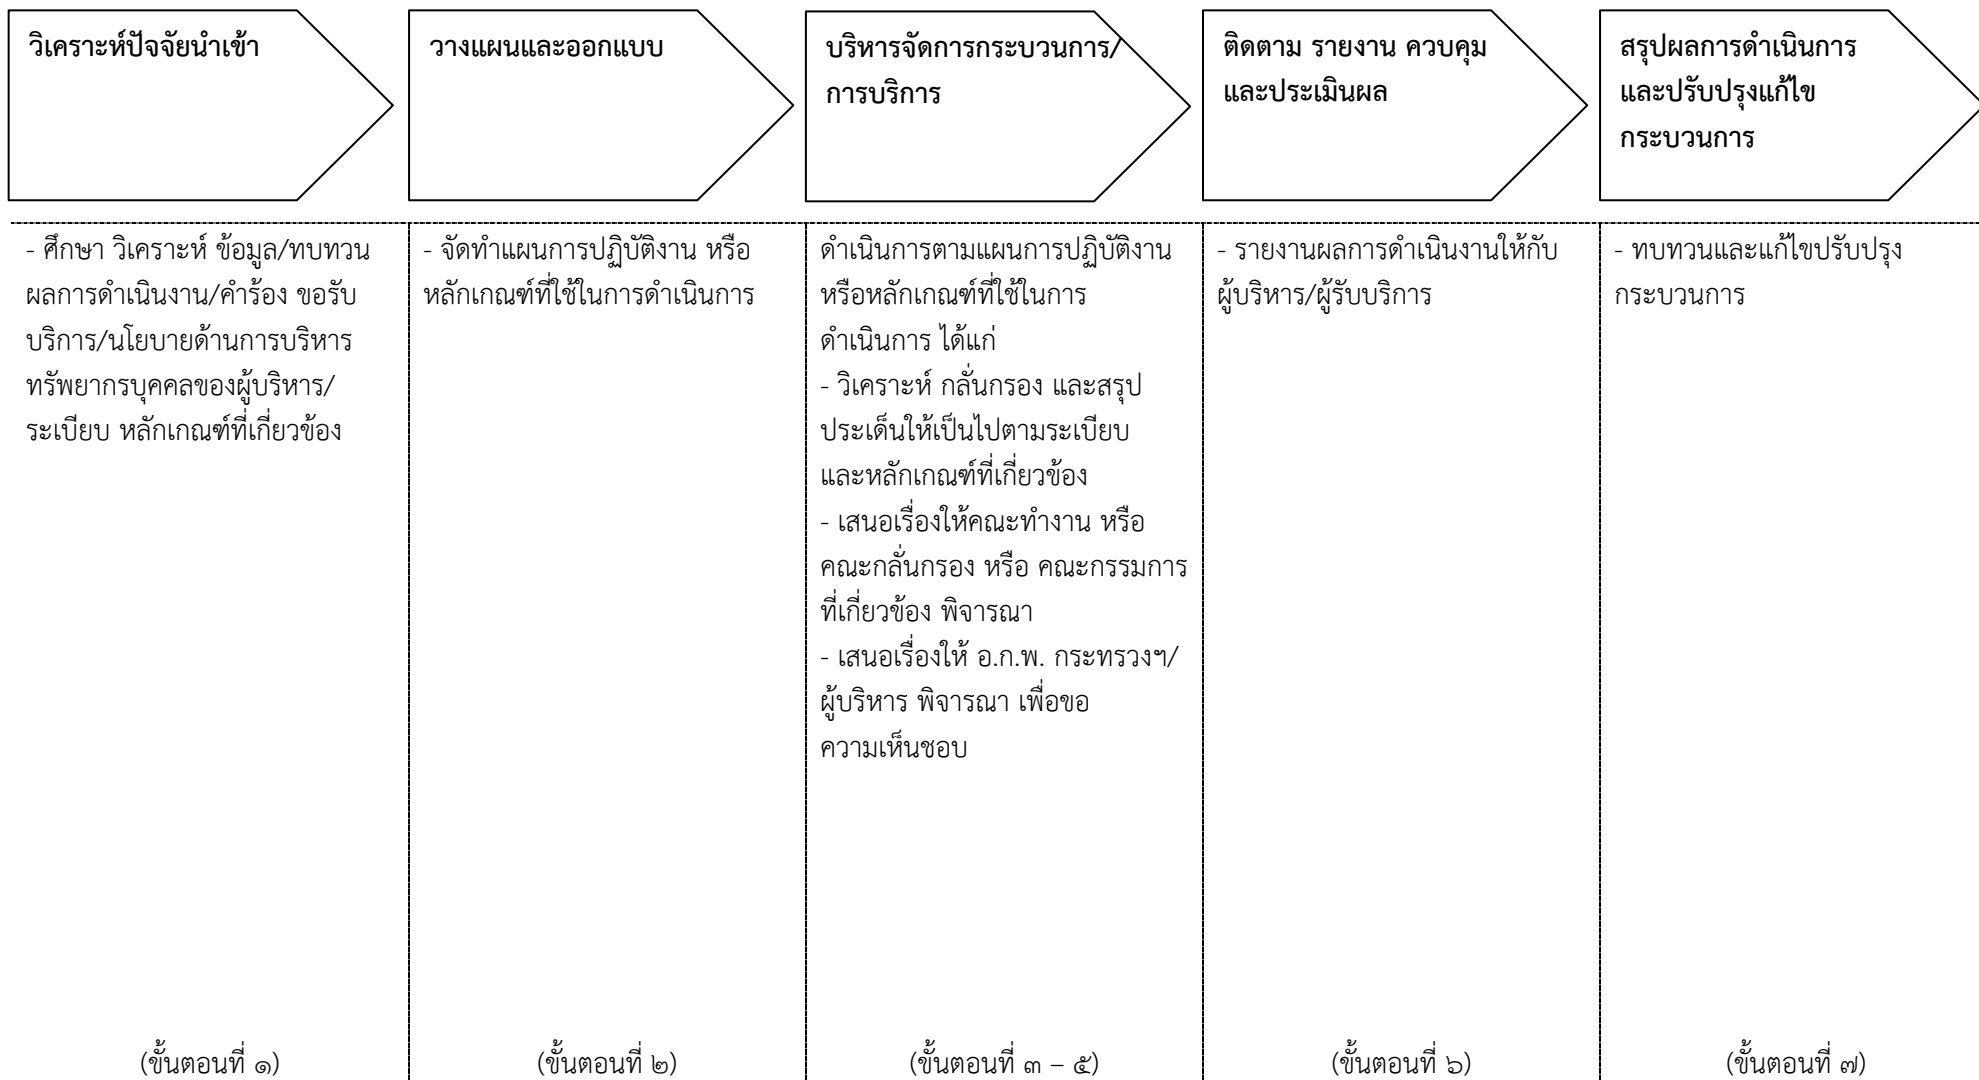 วิเคราะห์ปัจจัยนำเข้า
วางแผนและออกแบบ
บริหารจัดการกระบวนการ/
การบริการ
ติดตาม รายงาน ควบคุม
และประเมินผล
สรุปผลการดำเนินการ
และปรับปรุงแก้ไข
กระบวนการ
- ศึกษา วิเคราะห์ ข้อมูล/ทบทวน
ผลการดำเนินงาน/คำร้อง ขอรับ
บริการ/นโยบายด้านการบริหาร
ทรัพยากรบุคคลของผู้บริหาร/
ระเบียบ หลักเกณฑ์ที่เกี่ยวข้อง
(ขั้นตอนที่ ๑)
- จัดทำแผนการปฏิบัติงาน หรือ
หลักเกณฑ์ที่ใช้ในการดำเนินการ
(ขั้นตอนที่ ๒)
ดำเนินการตามแผนการปฏิบัติงาน
หรือหลักเกณฑ์ที่ใช้ในการ
ดำเนินการ ได้แก่
- วิเคราะห์ กลั่นกรอง และสรุป
ประเด็นให้เป็นไปตามระเบียบ
และหลักเกณฑ์ที่เกี่ยวข้อง
- เสนอเรื่องให้คณะทำงาน หรือ
คณะกลั่นกรอง หรือ คณะกรรมการ
ที่เกี่ยวข้อง พิจารณา
- เสนอเรื่องให้ อ.ก.พ. กระทรวงฯ/
ผู้บริหาร พิจารณา เพื่อขอ
ความเห็นชอบ
(ขั้นตอนที่ ๓ – ๕)
- รายงานผลการดำเนินงานให้กับ
ผู้บริหาร/ผู้รับบริการ
(ขั้นตอนที่ ๖)
- ทบทวนและแก้ไขปรับปรุง
กระบวนการ
(ขั้นตอนที่ ๗)